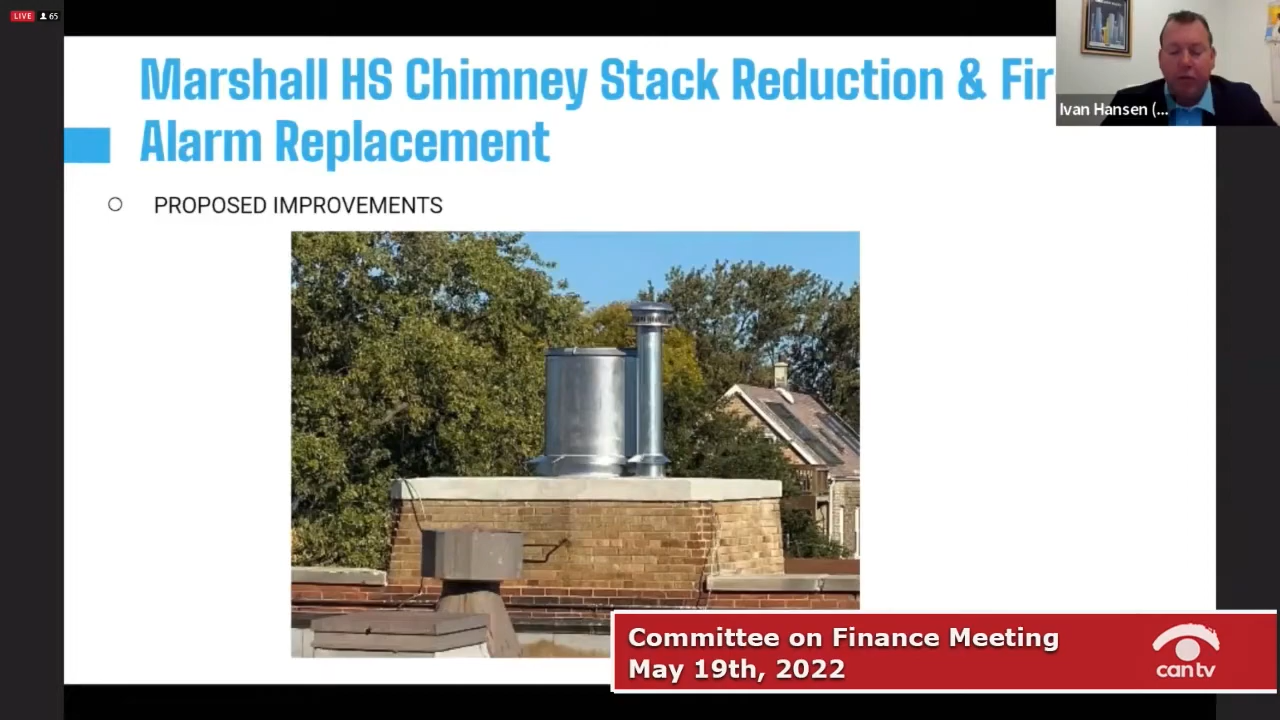 LIVE 65
Marshall HS Chimney Stack Reduction & Fir
Alarm Replacement
Ivan Hansen (...
PROPOSED IMPROVEMENTS
Committee on Finance Meeting
May 19th, 2022
can tv